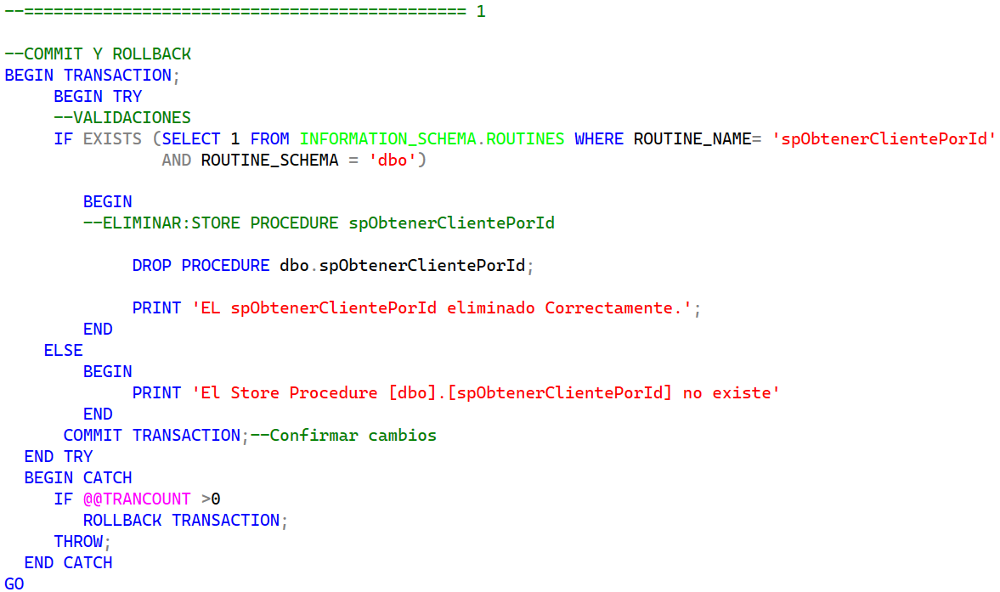 --============================================= 1
--COMMIT Y ROLLBACK
BEGIN TRANSACTION;
BEGIN TRY
--VALIDACIONES
IF EXISTS (SELECT 1 FROM INFORMATION_SCHEMA.ROUTINES WHERE ROUTINE_NAME= 'spObtenerClientePorId'
AND ROUTINE_SCHEMA = 'dbo')
BEGIN
--ELIMINAR:STORE PROCEDURE spObtenerClientePorId
DROP PROCEDURE dbo.spObtenerClientePorId;
PRINT 'EL spObtenerClientePorId eliminado Correctamente.';
END
ELSE
BEGIN
PRINT 'El Store Procedure [dbo].[spObtenerClientePorId] no existe'
END
COMMIT TRANSACTION;--Confirmar cambios
END TRY
BEGIN CATCH
IF @@TRANCOUNT >0
ROLLBACK TRANSACTION;
THROW;
END CATCH
GO